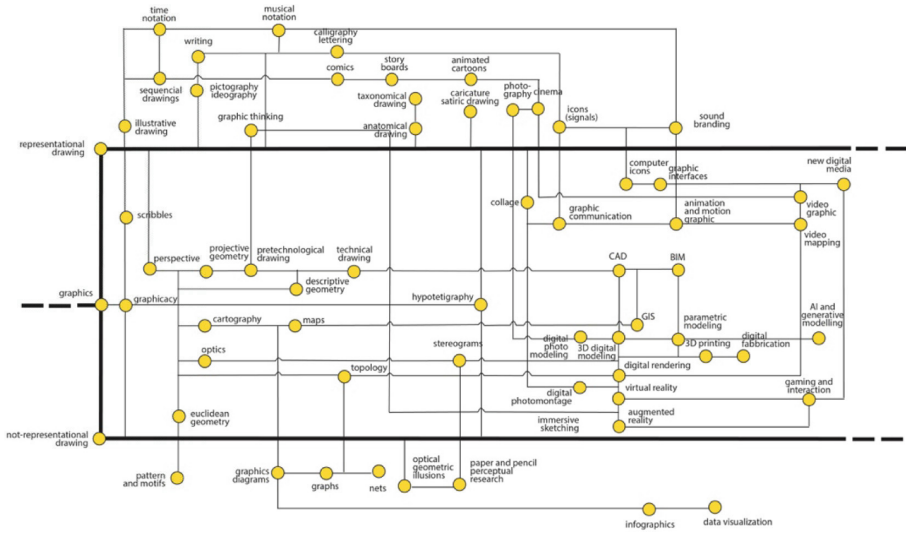 time
notation
musical
notation
calligraphy
lettering
writing
comics
story
boards
animated
cartoons
sequencial
drawings
pictography
ideography
taxonomical
drawing
caricature
satiric drawing
photo-
graphy
cinema
icons
(signals)
sound
branding
illustrative
drawing
graphic thinking
anatomical
drawing
representational
drawing
computer
icons
graphic
interfaces
new digital
media
scribbles
collage
graphic
communication
animation and
motion
graphic
video
graphic
video
mapping
perspective
projective
geometry
pretechnological
drawing
technical
drawing
descriptive
geometry
CAD
BIM
graphics
graphicacy
hypotetigraphy
cartography
maps
GIS
parametric
modeling
AI and
generative
modelling
optics
stereograms
digital
photo
modeling
3D digital
modeling
3D printing
digital
fabbrication
topology
digital rendering
digital
photomontage
virtual reality
gaming and
interaction
euclidean
geometry
immersive
sketching
augmented
reality
not-representational
drawing
pattern
and motifs
graphics
diagrams
graphs
nets
optical
geometric
illusions
paper and pencil
perceptual
research
infographics
data visualization